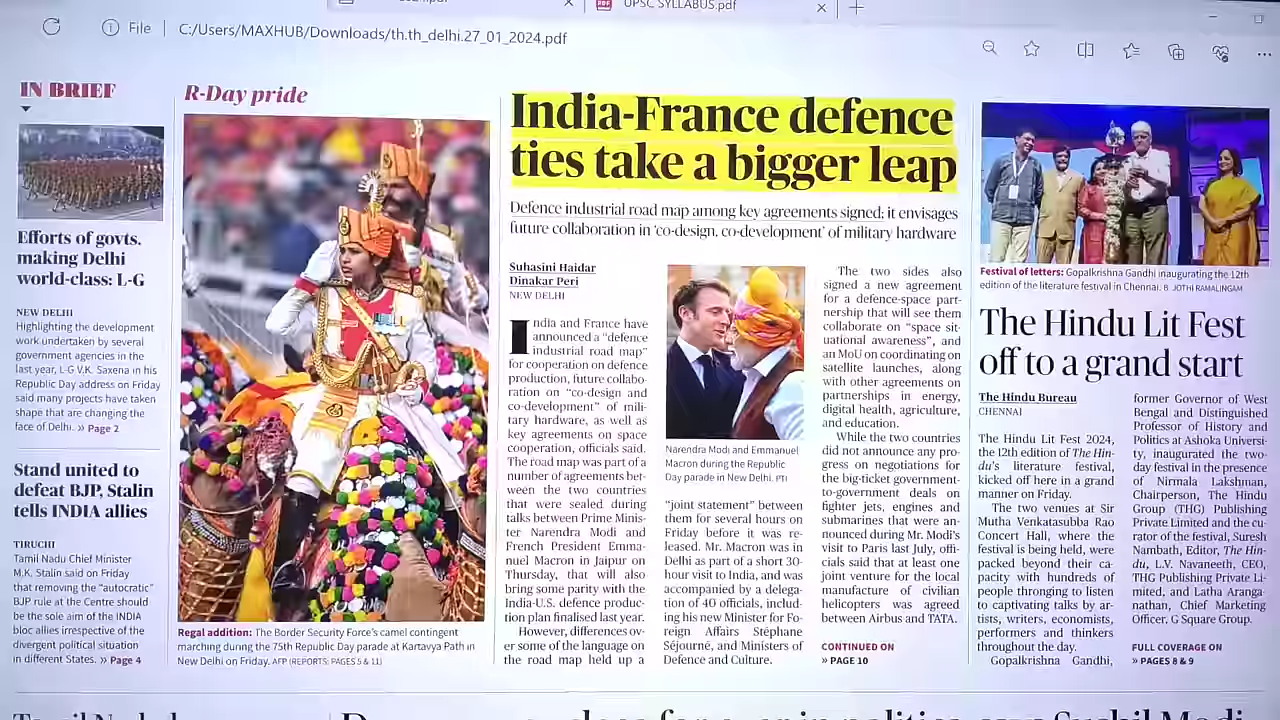 UPSC SYLLABUS.pdf
File
C:/Users/MAXHUB/Downloads/th.th_delhi.27_01_2024.pdf
IN BRIEF
Efforts of govts.
making Delhi
world-class: L-G
NEW DELHI
Highlighting the development
work undertaken by several
government agencies in the
last year, L-G V.K. Saxena in his
Republic Day address on Friday
said many projects have taken
shape that are changing the
face of Delhi. » Page 2
Stand united to
defeat BJP, Stalin
tells INDIA allies
TIRUCHI
Tamil Nadu Chief Minister
M.K. Stalin said on Friday
that removing the “autocratic”
BJP rule at the Centre should
be the sole aim of the INDIA
bloc allies irrespective of the
divergent political situation
in different States. » Page 4
R-Day pride
Regal addition: The Border Security Force’s camel contingent
marching during the 75th Republic Day parade at Kartavya Path in
New Delhi on Friday. AFP (REPORTS: PAGES 5 & 11)
India-France defence
ties take a bigger leap
Defence industrial road map among key agreements signed; it envisages
future collaboration in ‘co-design, co-development’ of military hardware
Suhasini Haidar
Dinakar Peri
NEW DELHI
India and France have
announced a “defence
industrial road map”
for cooperation on defence
production, future collabo-
ration on “co-design and
co-development” of mili-
tary hardware, as well as
key agreements on space
cooperation, officials said.
The road map was part of a
number of agreements bet-
ween the two countries
that were sealed during
talks between Prime Minis-
ter Narendra Modi and
French President Emma-
nuel Macron in Jaipur on
Thursday, that will also
bring some parity with the
India-U.S. defence produc-
tion plan finalised last year.
However, differences ov-
er some of the language on
the road map held up a
Narendra Modi and Emmanuel
Macron during the Republic
Day parade in New Delhi. PTI
“joint statement” between
them for several hours on
Friday before it was re-
leased. Mr. Macron was in
Delhi as part of a short 30-
hour visit to India, and was
accompanied by a delega-
tion of 40 officials, includ-
ing his new Minister for Fo-
reign Affairs Stéphane
Séjourné, and Ministers of
Defence and Culture.
The two sides also
signed a new agreement
for a defence-space part-
nership that will see them
collaborate on “space sit-
uational awareness”, and
an MoU on coordinating on
satellite launches, along
with other agreements on
partnerships in energy,
digital health, agriculture,
and education.
While the two countries
did not announce any pro-
gress on negotiations for
the big-ticket government-
to-government deals on
fighter jets, engines and
submarines that were an-
nounced during Mr. Modi’s
visit to Paris last July, offi-
cials said that at least one
joint venture for the local
manufacture of civilian
helicopters was agreed
between Airbus and TATA.
CONTINUED ON
» PAGE 10
Festival of letters: Gopalkrishna Gandhi inaugurating the 12th
edition of the literature festival in Chennai. B. JOTHI RAMALINGAM
The Hindu Lit Fest
off to a grand start
The Hindu Bureau
CHENNAI
The Hindu Lit Fest 2024,
the 12th edition of The Hin-
du’s literature festival,
kicked off here in a grand
manner on Friday.
The two venues at Sir
Mutha Venkatasubba Rao
Concert Hall, where the
festival is being held, were
packed beyond their ca-
pacity with hundreds of
people thronging to listen
to captivating talks by ar-
tists, writers, economists,
performers and thinkers
throughout the day.
Gopalkrishna Gandhi,
former Governor of West
Bengal and Distinguished
Professor of History and
Politics at Ashoka Universi-
ty, inaugurated the two-
day festival in the presence
of Nirmala Lakshman,
Chairperson, The Hindu
Group (THG) Publishing
Private Limited and the cu-
rator of the festival, Suresh
Nambath, Editor, The Hin-
du, L.V. Navaneeth, CEO,
THG Publishing Private Li-
mited, and Latha Aranga-
nathan, Chief Marketing
Officer, G Square Group.
FULL COVERAGE ON
» PAGES 8 & 9